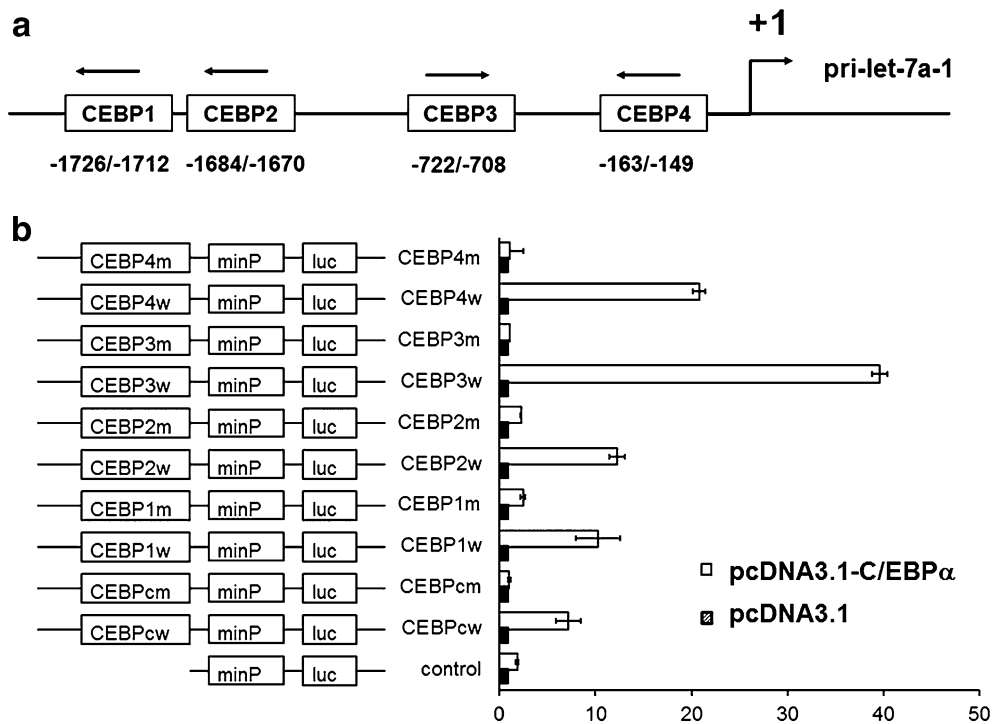 a
+1
pri-let-7a-1
CEBP1 CEBP2 CEBP3 CEBP4
-1726/-1712 -1684/-1670 -722/-708 -163/-149
b
CEBP4m minP luc CEBP4m
CEBP4w minP luc CEBP4w
CEBP3m minP luc CEBP3m
CEBP3w minP luc CEBP3w
CEBP2m minP luc CEBP2m
CEBP2w minP luc CEBP2w
CEBP1m minP luc CEBP1m
CEBP1w minP luc CEBP1w
CEBPcm minP luc CEBPcm
CEBPcw minP luc CEBPcw
minP luc control
pcDNA3.1-C/EBPα
pcDNA3.1
0 10 20 30 40 50